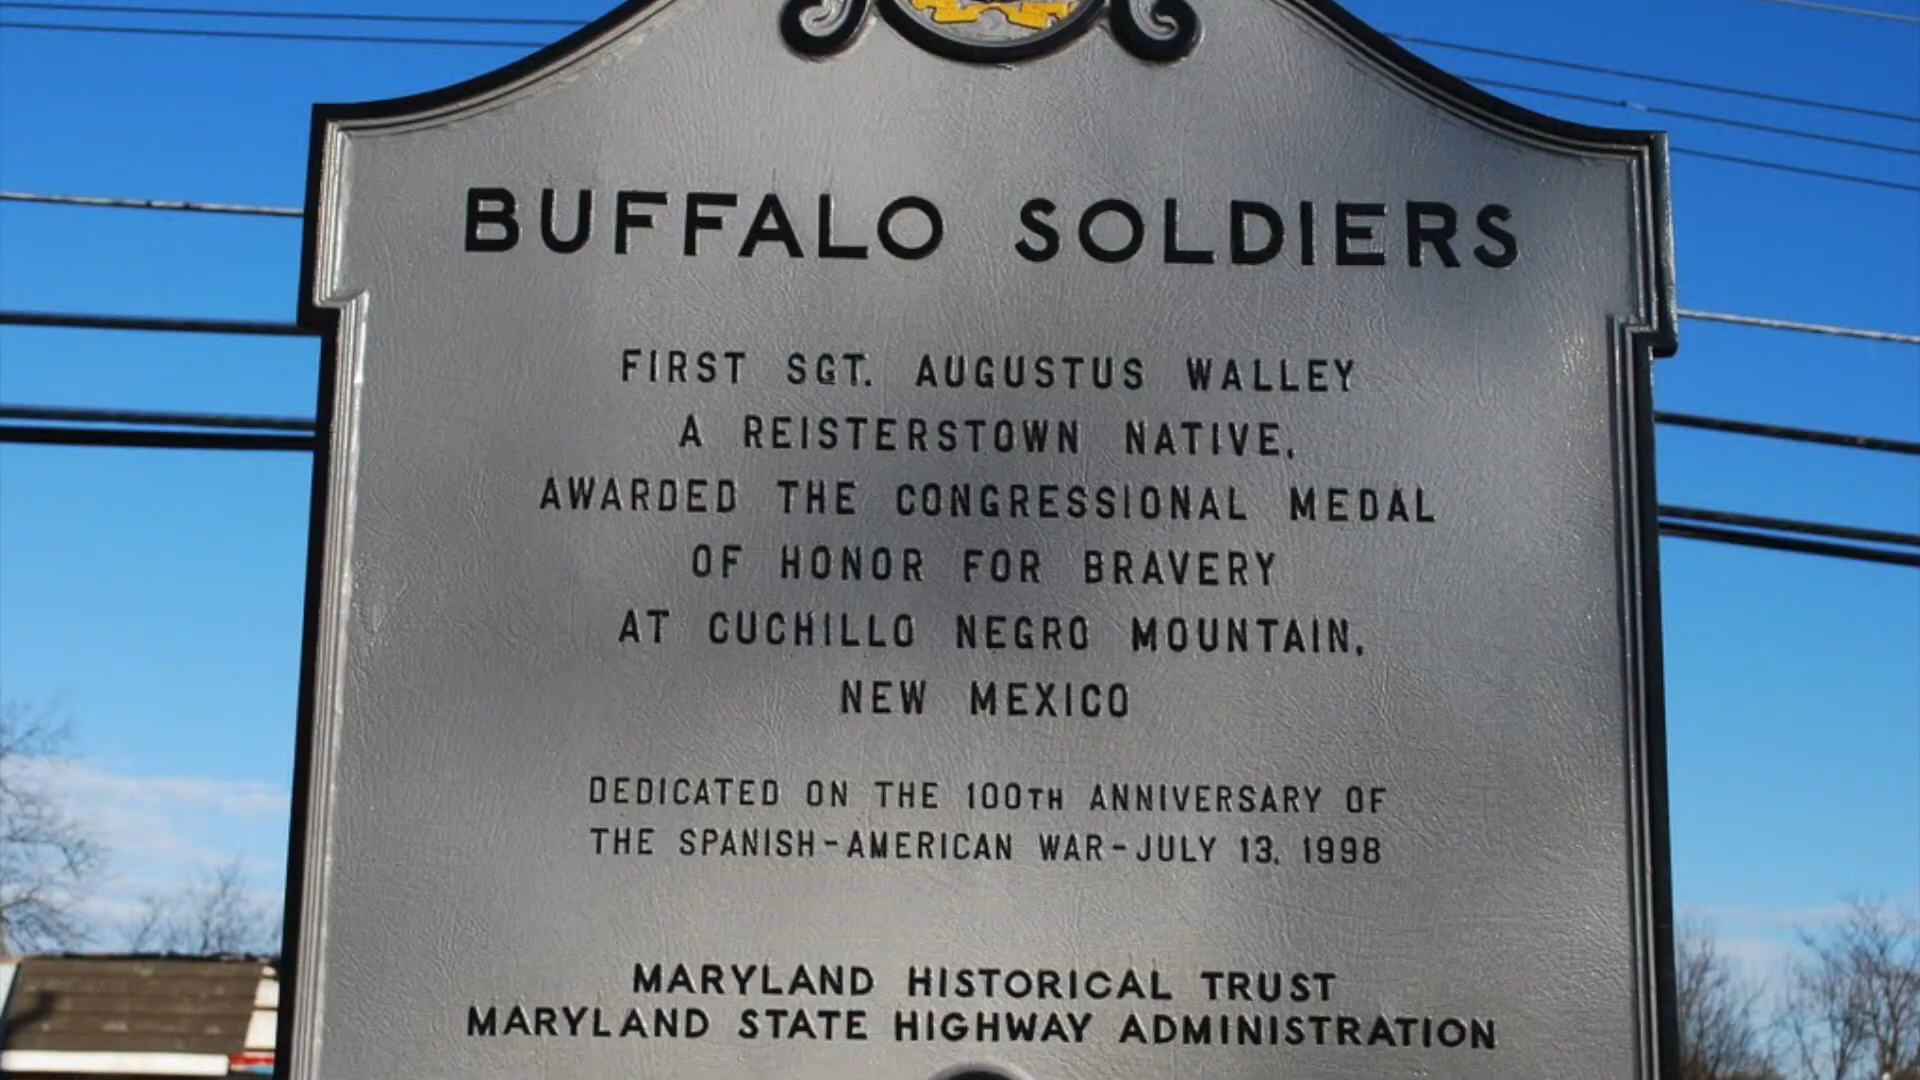 BUFFALO SOLDIERS
FIRST SGT. AUGUSTUS WALLEY
A REISTERSTOWN NATIVE,
AWARDED THE CONGRESSIONAL MEDAL
OF HONOR FOR BRAVERY
AT CUCHILLO NEGRO MOUNTAIN,
NEW MEXICO
DEDICATED ON THE 100TH ANNIVERSARY OF
THE SPANISH-AMERICAN WAR-JULY 13, 1998
MARYLAND HISTORICAL TRUST
MARYLAND STATE HIGHWAY ADMINISTRATION